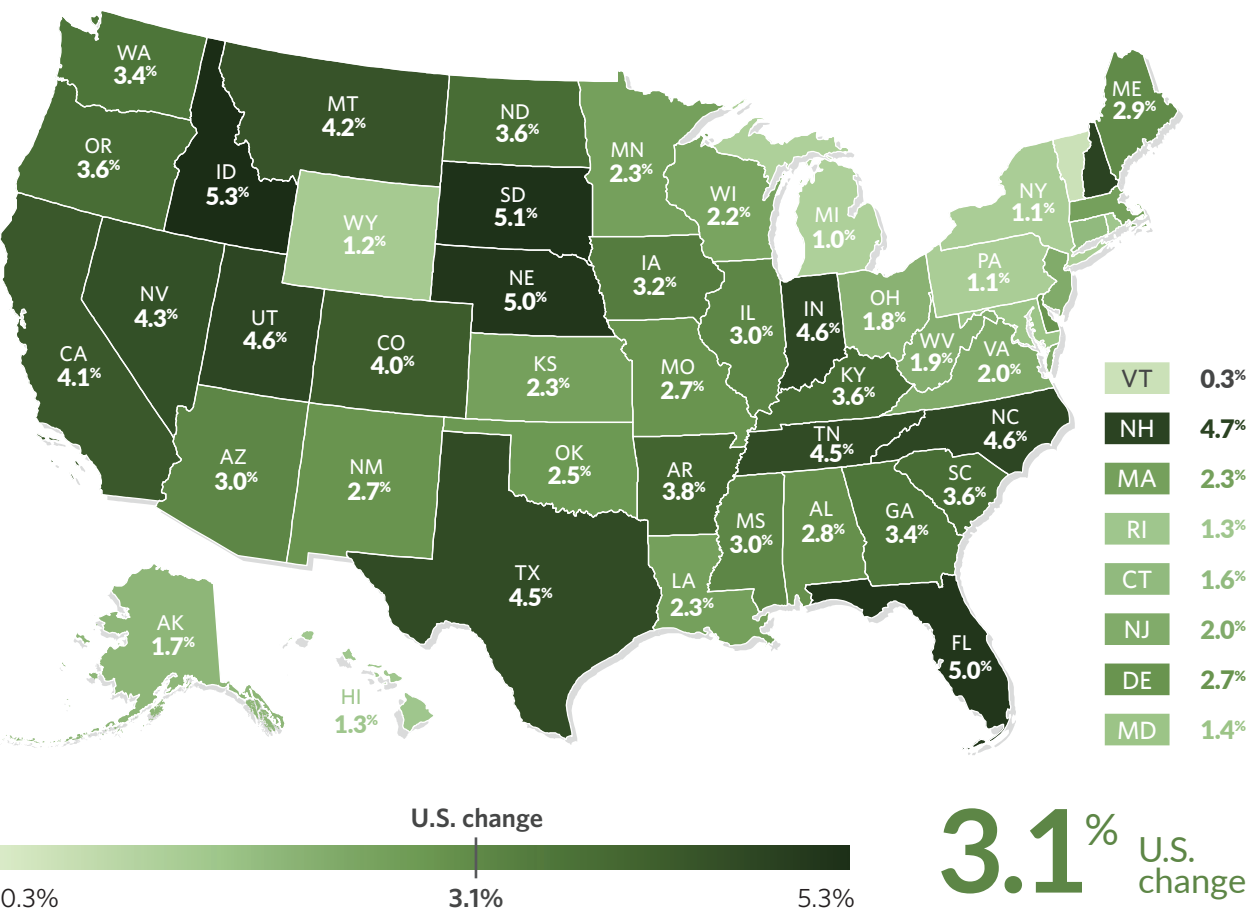 WA
3.4%
MT
4.2%
ND
3.6%
MN
2.3%
ME
2.9%
OR
3.6%
ID
5.3%
SD
5.1%
WI
2.2%
MI
1.0%
NY
1.1%
WY
1.2%
NE
5.0%
IA
3.2%
PA
1.1%
NV
4.3%
UT
4.6%
CO
4.0%
IL
3.0%
IN
4.6%
OH
1.8%
WV
1.9%
VA
2.0%
CA
4.1%
KS
2.3%
MO
2.7%
KY
3.6%
NC
4.6%
TN
4.5%
AZ
3.0%
NM
2.7%
OK
2.5%
AR
3.8%
SC
3.6%
MS
3.0%
AL
2.8%
GA
3.4%
TX
4.5%
LA
2.3%
FL
5.0%
AK
1.7%
HI
1.3%
VT 0.3%
NH 4.7%
MA 2.3%
RI 1.3%
CT 1.6%
NJ 2.0%
DE 2.7%
MD 1.4%
U.S. change
0.3% 3.1% 5.3%
3.1% U.S.
change